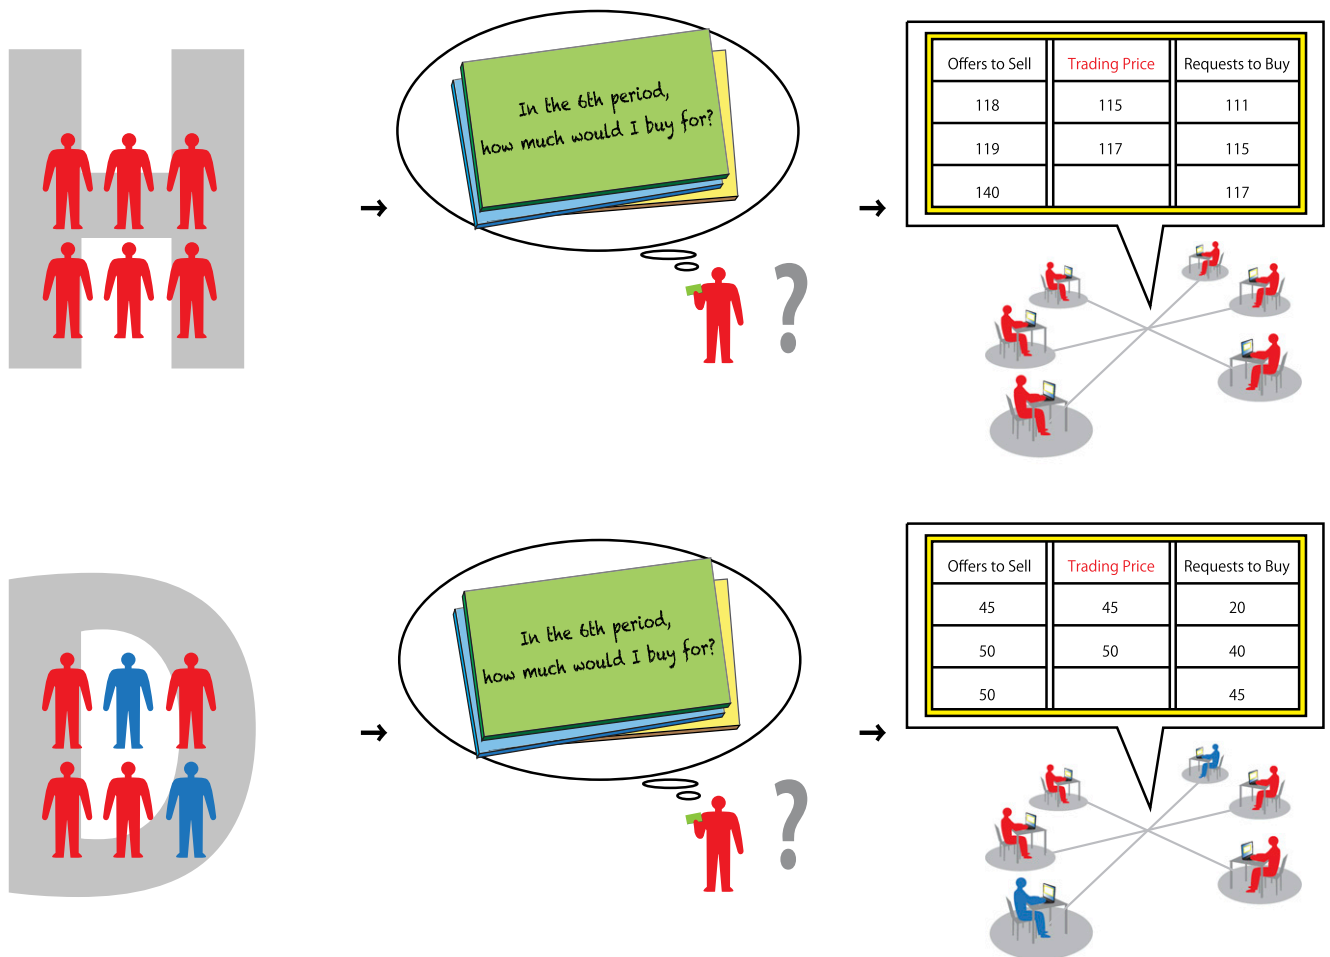 H
In the 6th period,
how much would I buy for?
?
Offers to Sell Trading Price Requests to Buy
118 115 111
119 117 115
140 117
D
In the 6th period,
how much would I buy for?
?
Offers to Sell Trading Price Requests to Buy
45 45 20
50 50 40
50 45